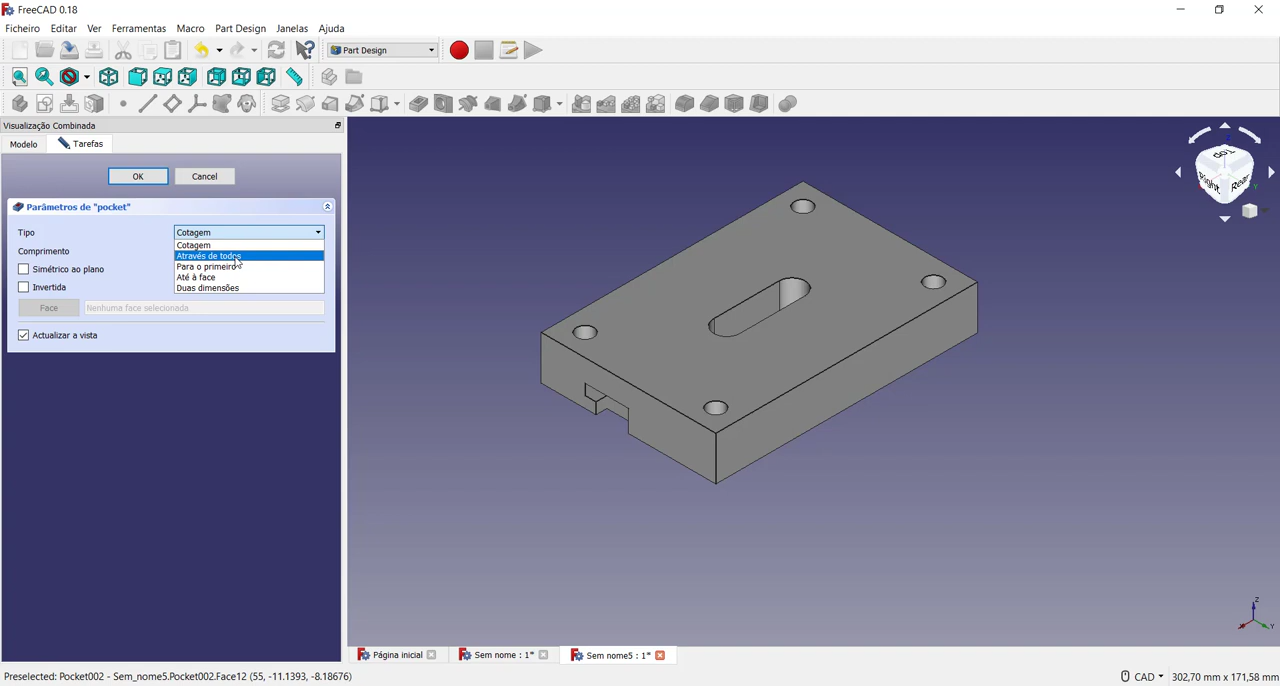 FreeCAD 0.18
Ficheiro Editar Ver Ferramentas Macro Part Design Janelas Ajuda
Part Design
Visualização Combinada
Modelo Tarefas
OK Cancel
Parâmetros de "pocket"
Tipo Cotagem
Cotagem
Comprimento
Através de todos
Simétrico ao plano
Para o primeiro
Até à face
Invertida
Duas dimensões
Face Nenhuma face selecionada
Actualizar a vista
Top
Right Rear
Z
X Y
Página inicial Sem nome : 1* Sem nome5 : 1*
Preselected: Pocket002 - Sem_nome5.Pocket002.Face12 (55, -11.1393, -8.18676) CAD 302,70 mm x 171,58 mm